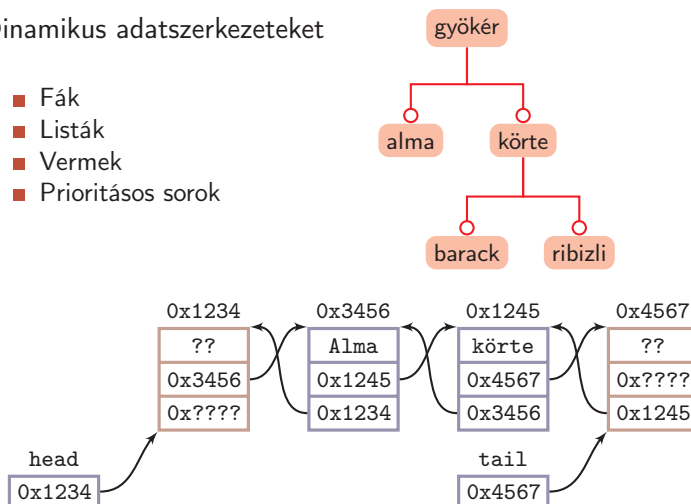 Dinamikus adatszerkezeteket
Fák
Listák
Vermek
Prioritásos sorok
gyökér
alma körte
barack ribizli
0x1234 0x3456 0x1245 0x4567
?? Alma körte ??
0x3456 0x1245 0x4567 0x????
0x???? 0x1234 0x3456 0x1245
head tail
0x1234 0x4567